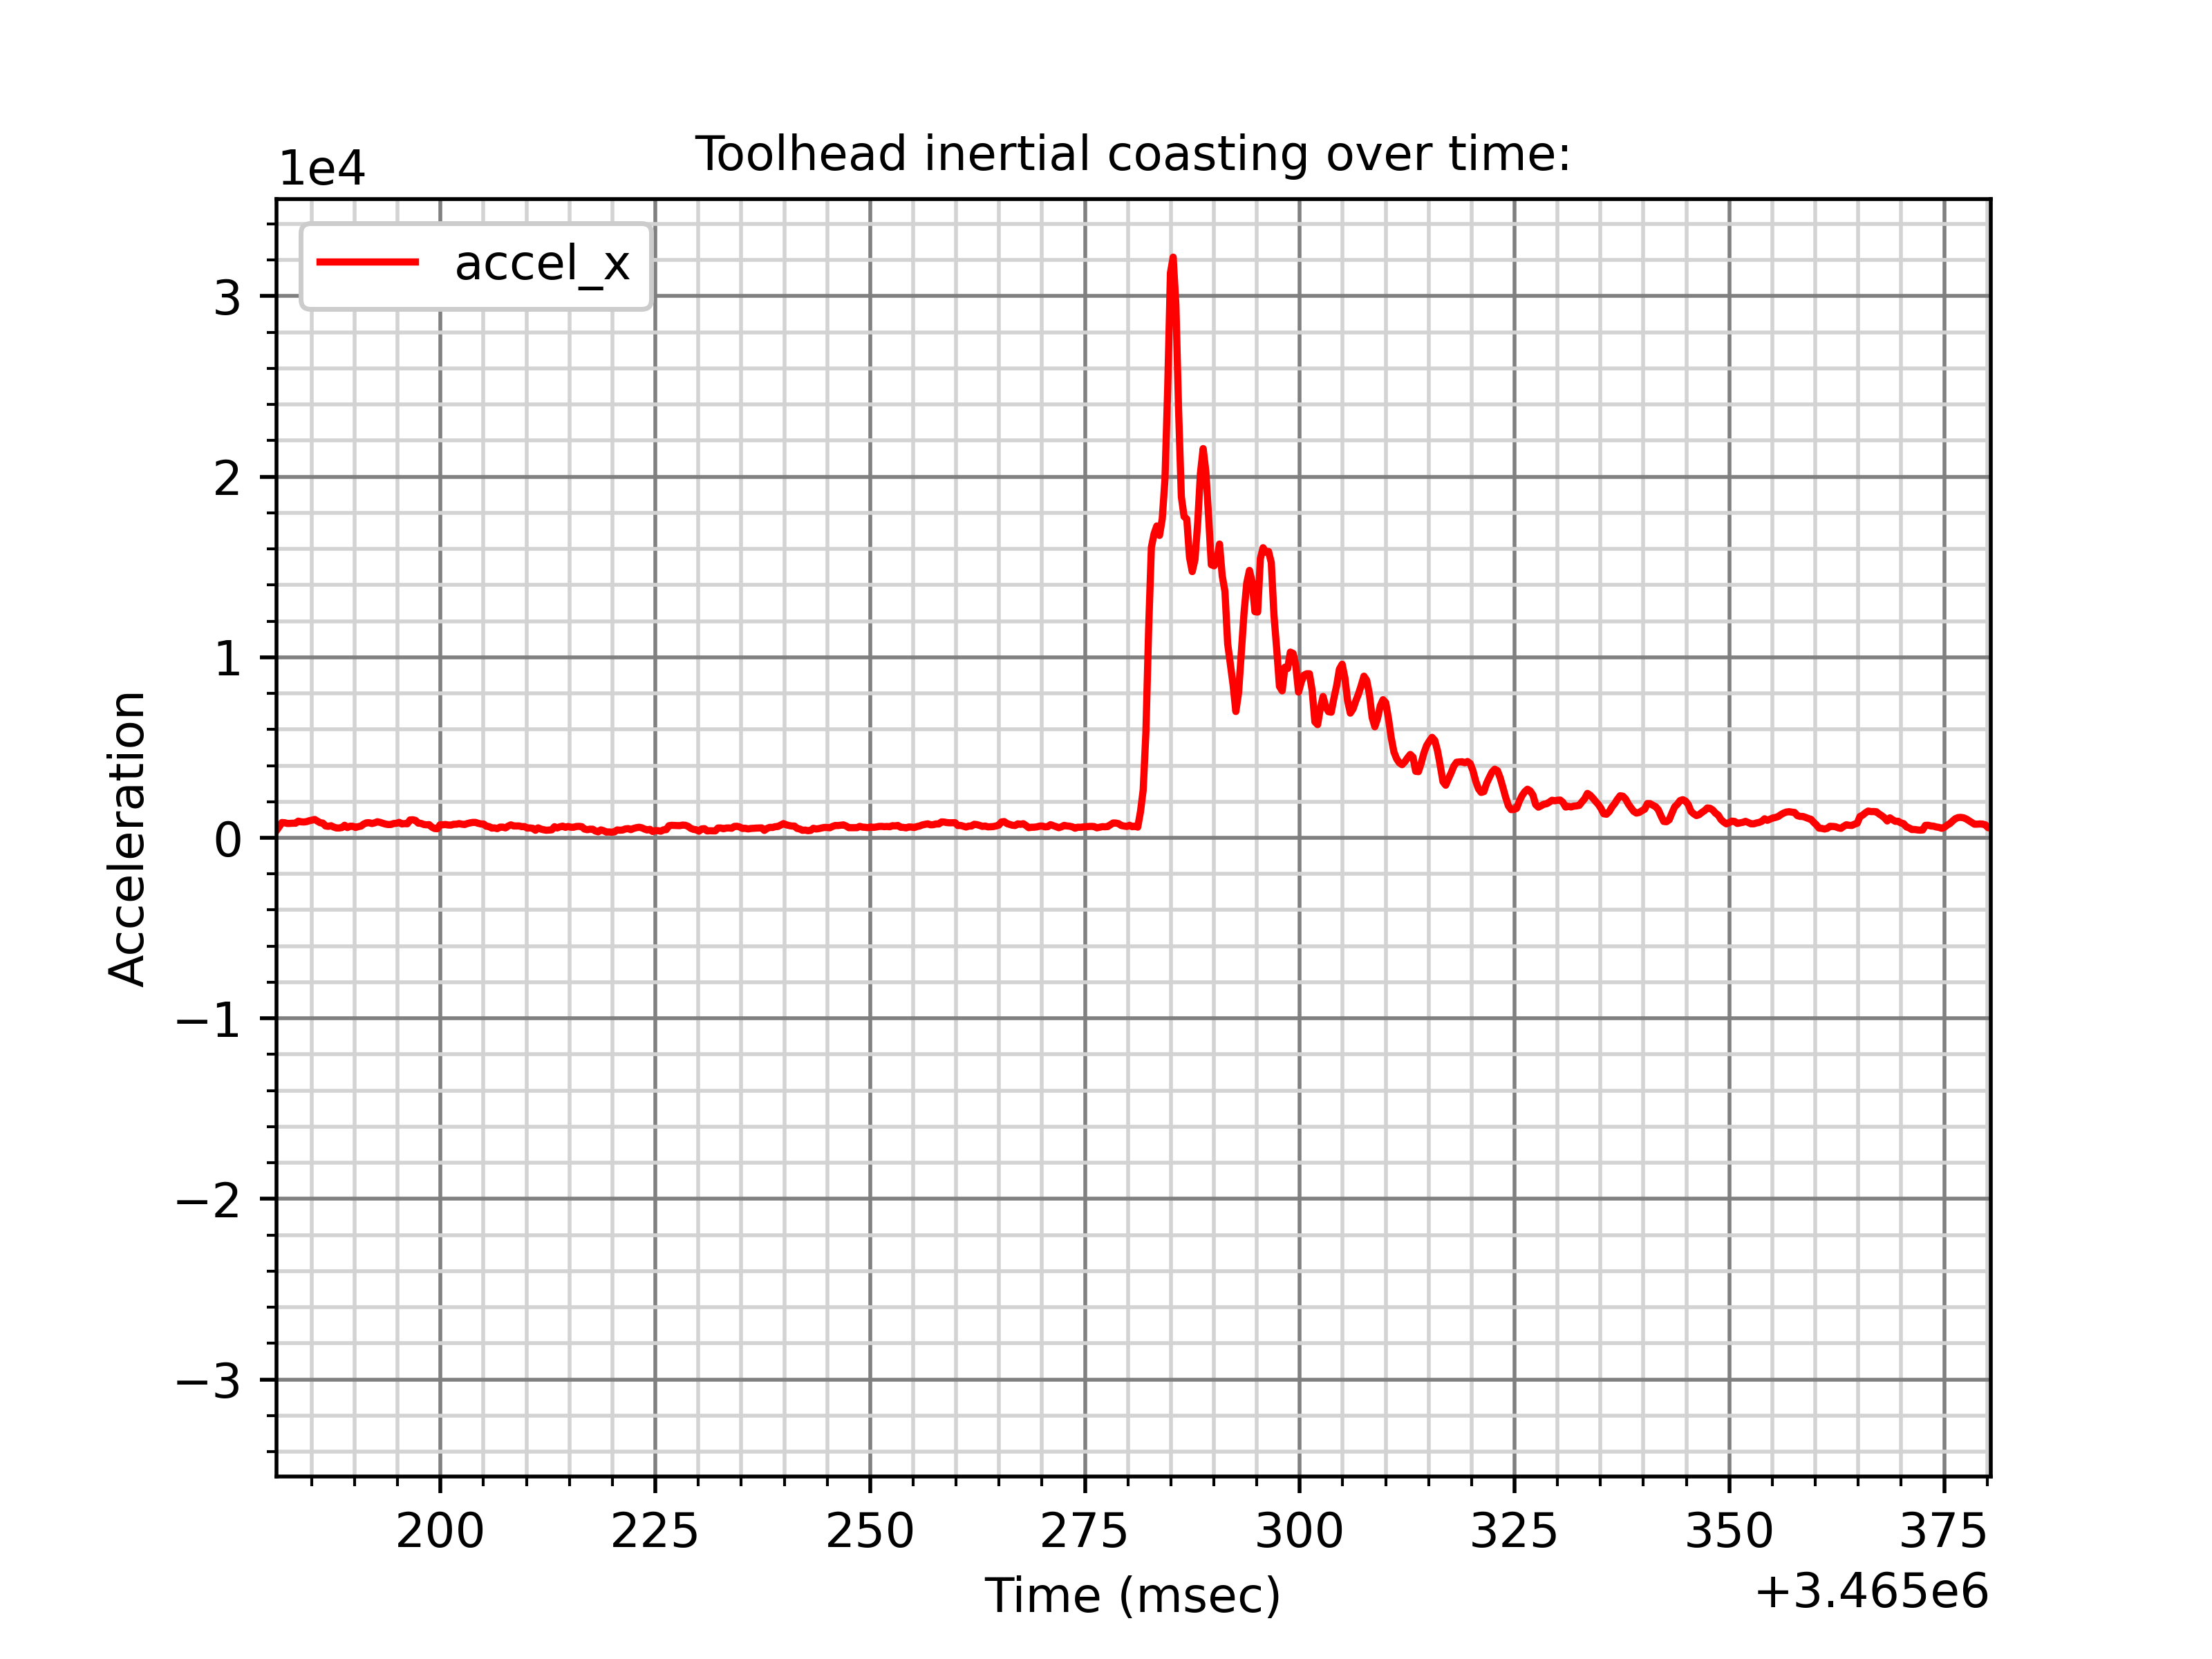 Toolhead inertial coasting over time:
1e4
accel_x
3
2
1
0
−1
−2
−3
Acceleration
200 225 250 275 300 325 350 375
Time (msec)
+3.465e6